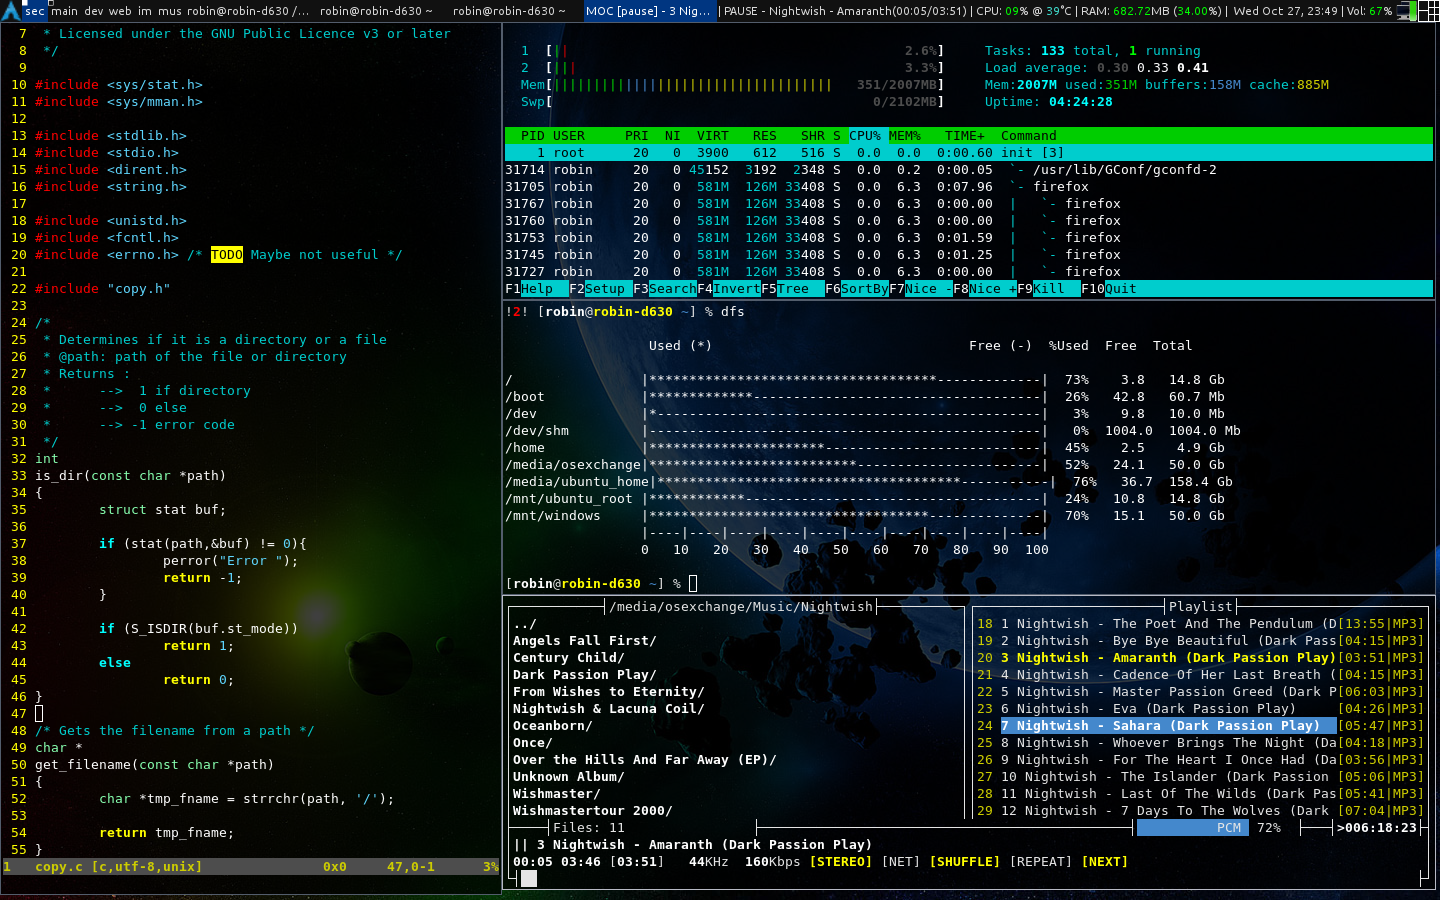 sec main dev web im mus robin@robin-d630 /... robin@robin-d630 ~ robin@robin-d630 ~ MOC [pause] - 3 Nig... | PAUSE - Nightwish - Amaranth(00:05/03:51) | CPU: 09% @ 39°C | RAM: 682.72MB (34.00%) | Wed Oct 27, 23:49 | Vol: 67%
7  * Licensed under the GNU Public Licence v3 or later
8  */
9
10 #include <sys/stat.h>
11 #include <sys/mman.h>
12
13 #include <stdlib.h>
14 #include <stdio.h>
15 #include <dirent.h>
16 #include <string.h>
17
18 #include <unistd.h>
19 #include <fcntl.h>
20 #include <errno.h> /* TODO Maybe not useful */
21
22 #include "copy.h"
23
24 /*
25  * Determines if it is a directory or a file
26  * @path: path of the file or directory
27  * Returns :
28  *      -->  1 if directory
29  *      -->  0 else
30  *      --> -1 error code
31  */
32 int
33 is_dir(const char *path)
34 {
35         struct stat buf;
36
37         if (stat(path,&buf) != 0){
38                 perror("Error ");
39                 return -1;
40         }
41
42         if (S_ISDIR(buf.st_mode))
43                 return 1;
44         else
45                 return 0;
46 }
47
48 /* Gets the filename from a path */
49 char *
50 get_filename(const char *path)
51 {
52         char *tmp_fname = strrchr(path, '/');
53
54         return tmp_fname;
55 }
1   copy.c [c,utf-8,unix]               0x0     47,0-1      3%
1  [|| 2.6%]     Tasks: 133 total, 1 running
2  [||| 3.3%]     Load average: 0.30 0.33 0.41
Mem[||||||||||||||||||||||||||||||||||| 351/2007MB]     Mem:2007M used:351M buffers:158M cache:885M
Swp[ 0/2102MB]     Uptime: 04:24:28
PID USER     PRI  NI  VIRT   RES   SHR S CPU% MEM%   TIME+  Command
1 root      20   0  3900   612   516 S  0.0  0.0  0:00.60 init [3]
31714 robin     20   0 45152  3192  2348 S  0.0  0.2  0:00.05  `- /usr/lib/GConf/gconfd-2
31705 robin     20   0  581M  126M 33408 S  0.0  6.3  0:07.96  `- firefox
31767 robin     20   0  581M  126M 33408 S  0.0  6.3  0:00.00  |   `- firefox
31760 robin     20   0  581M  126M 33408 S  0.0  6.3  0:00.00  |   `- firefox
31753 robin     20   0  581M  126M 33408 S  0.0  6.3  0:01.59  |   `- firefox
31745 robin     20   0  581M  126M 33408 S  0.0  6.3  0:01.25  |   `- firefox
31727 robin     20   0  581M  126M 33408 S  0.0  6.3  0:00.00  |   `- firefox
F1Help  F2Setup F3SearchF4InvertF5Tree  F6SortByF7Nice -F8Nice +F9Kill  F10Quit
!2! [robin@robin-d630 ~] % dfs
Used (*)                                Free (-)  %Used  Free  Total
/                |************************************-------------|  73%    3.8   14.8 Gb
/boot            |*************------------------------------------|  26%   42.8   60.7 Mb
/dev             |*------------------------------------------------|   3%    9.8   10.0 Mb
/dev/shm         |-------------------------------------------------|   0%  1004.0  1004.0 Mb
/home            |**********************---------------------------|  45%    2.5    4.9 Gb
/media/osexchange|**************************-----------------------|  52%   24.1   50.0 Gb
/media/ubuntu_home|**************************************-----------|  76%   36.7  158.4 Gb
/mnt/ubuntu_root |************-------------------------------------|  24%   10.8   14.8 Gb
/mnt/windows     |***********************************--------------|  70%   15.1   50.0 Gb
|----|----|----|----|----|----|----|----|----|----|
0   10   20   30   40   50   60   70   80   90  100
[robin@robin-d630 ~] %
/media/osexchange/Music/Nightwish
../
Angels Fall First/
Century Child/
Dark Passion Play/
From Wishes to Eternity/
Nightwish & Lacuna Coil/
Oceanborn/
Once/
Over the Hills And Far Away (EP)/
Unknown Album/
Wishmaster/
Wishmastertour 2000/
Playlist
18 1 Nightwish - The Poet And The Pendulum (D[13:55|MP3]
19 2 Nightwish - Bye Bye Beautiful (Dark Pass[04:15|MP3]
20 3 Nightwish - Amaranth (Dark Passion Play)[03:51|MP3]
21 4 Nightwish - Cadence Of Her Last Breath ([04:15|MP3]
22 5 Nightwish - Master Passion Greed (Dark P[06:03|MP3]
23 6 Nightwish - Eva (Dark Passion Play)     [04:26|MP3]
24 7 Nightwish - Sahara (Dark Passion Play)  [05:47|MP3]
25 8 Nightwish - Whoever Brings The Night (Da[04:18|MP3]
26 9 Nightwish - For The Heart I Once Had (Da[03:56|MP3]
27 10 Nightwish - The Islander (Dark Passion [05:06|MP3]
28 11 Nightwish - Last Of The Wilds (Dark Pas[05:41|MP3]
29 12 Nightwish - 7 Days To The Wolves (Dark [07:04|MP3]
Files: 11     PCM  72%     >006:18:23
|| 3 Nightwish - Amaranth (Dark Passion Play)
00:05 03:46 [03:51]   44KHz  160Kbps [STEREO] [NET] [SHUFFLE] [REPEAT] [NEXT]